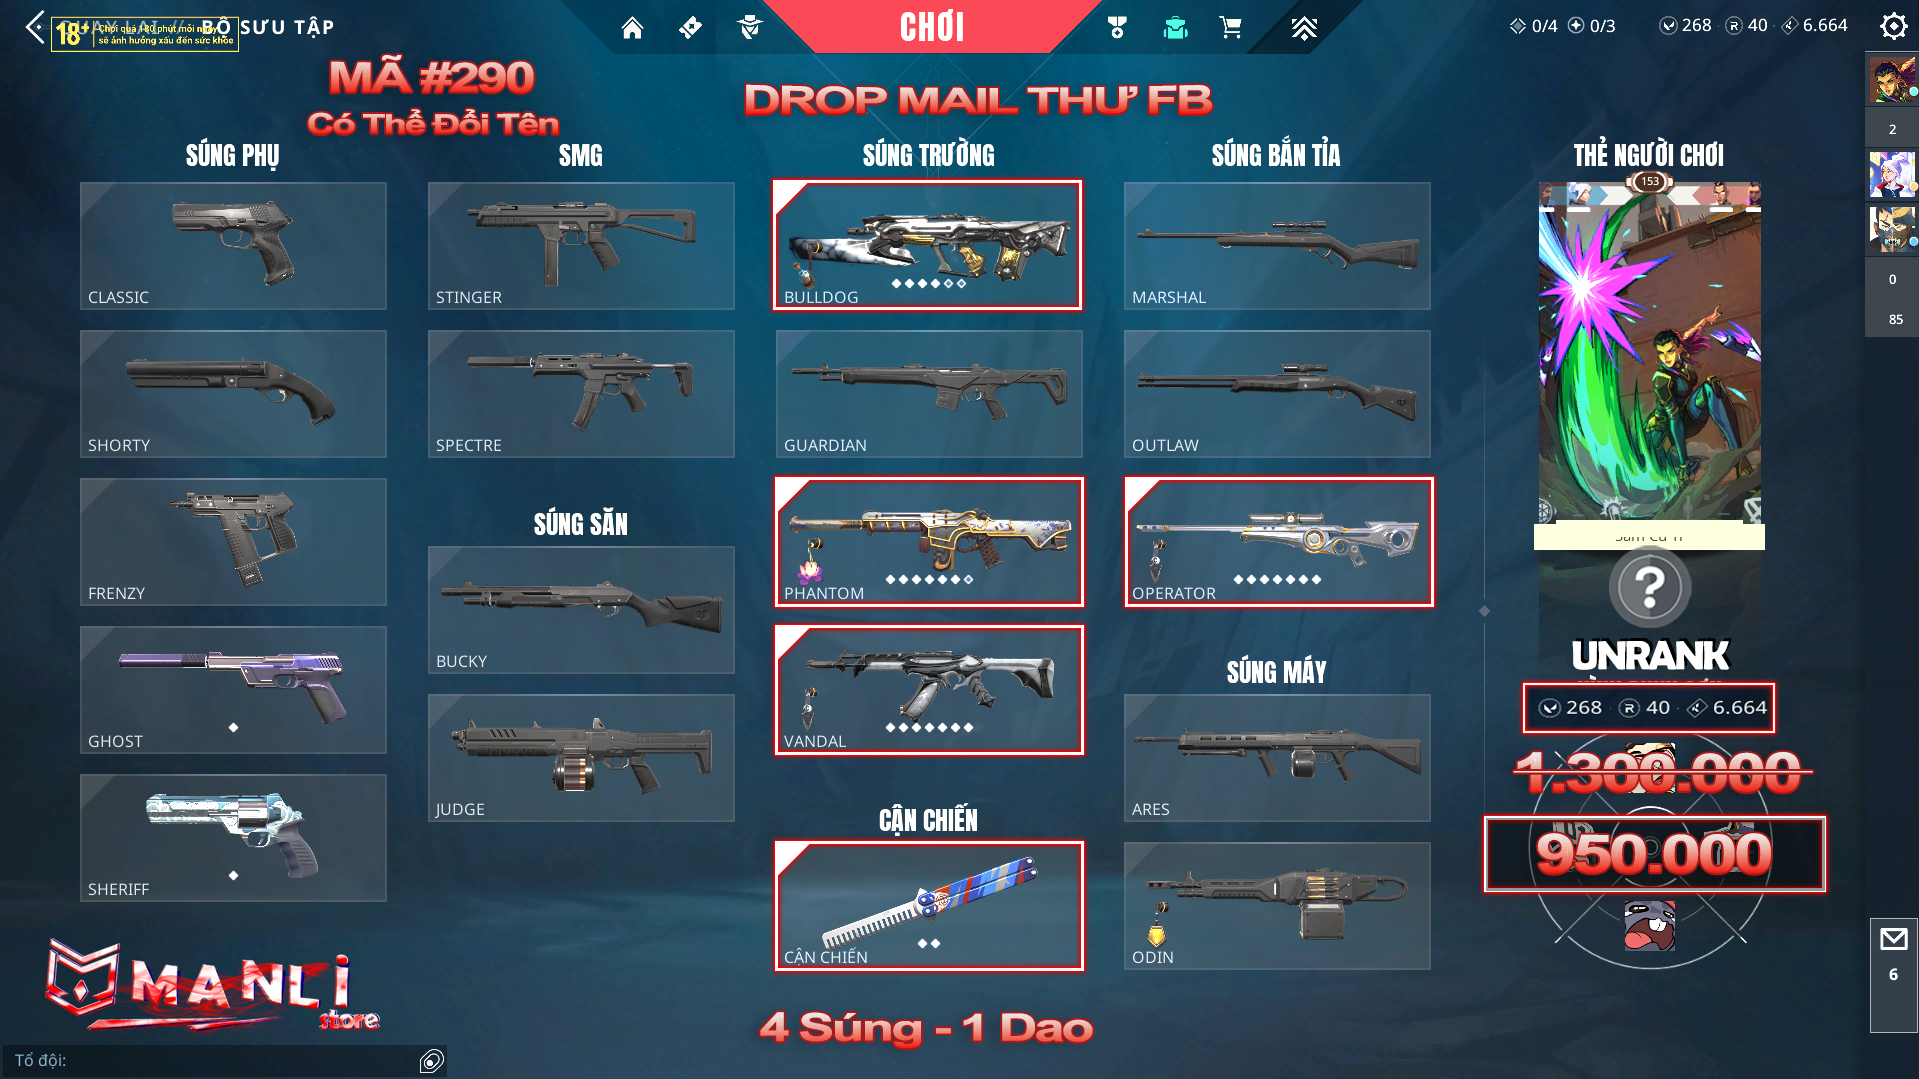 QUAY LẠI // BỘ SƯU TẬP
18+ Chơi quá 180 phút mỗi ngày
sẽ ảnh hưởng xấu đến sức khỏe
CHƠI
0/4 0/3 268 40 6.664
MÃ #290
Có Thể Đổi Tên
DROP MAIL THƯ FB
SÚNG PHỤ
CLASSIC
SHORTY
FRENZY
GHOST
SHERIFF
SMG
STINGER
SPECTRE
SÚNG SĂN
BUCKY
JUDGE
SÚNG TRƯỜNG
BULLDOG
GUARDIAN
PHANTOM
VANDAL
CẬN CHIẾN
CẬN CHIẾN
SÚNG BẮN TỈA
MARSHAL
OUTLAW
OPERATOR
SÚNG MÁY
ARES
ODIN
THẺ NGƯỜI CHƠI
153
?
UNRANK
268 R 40 6.664
1.300.000
950.000
2
0
85
6
MANLI
store
4 Súng - 1 Dao
Tổ đội: